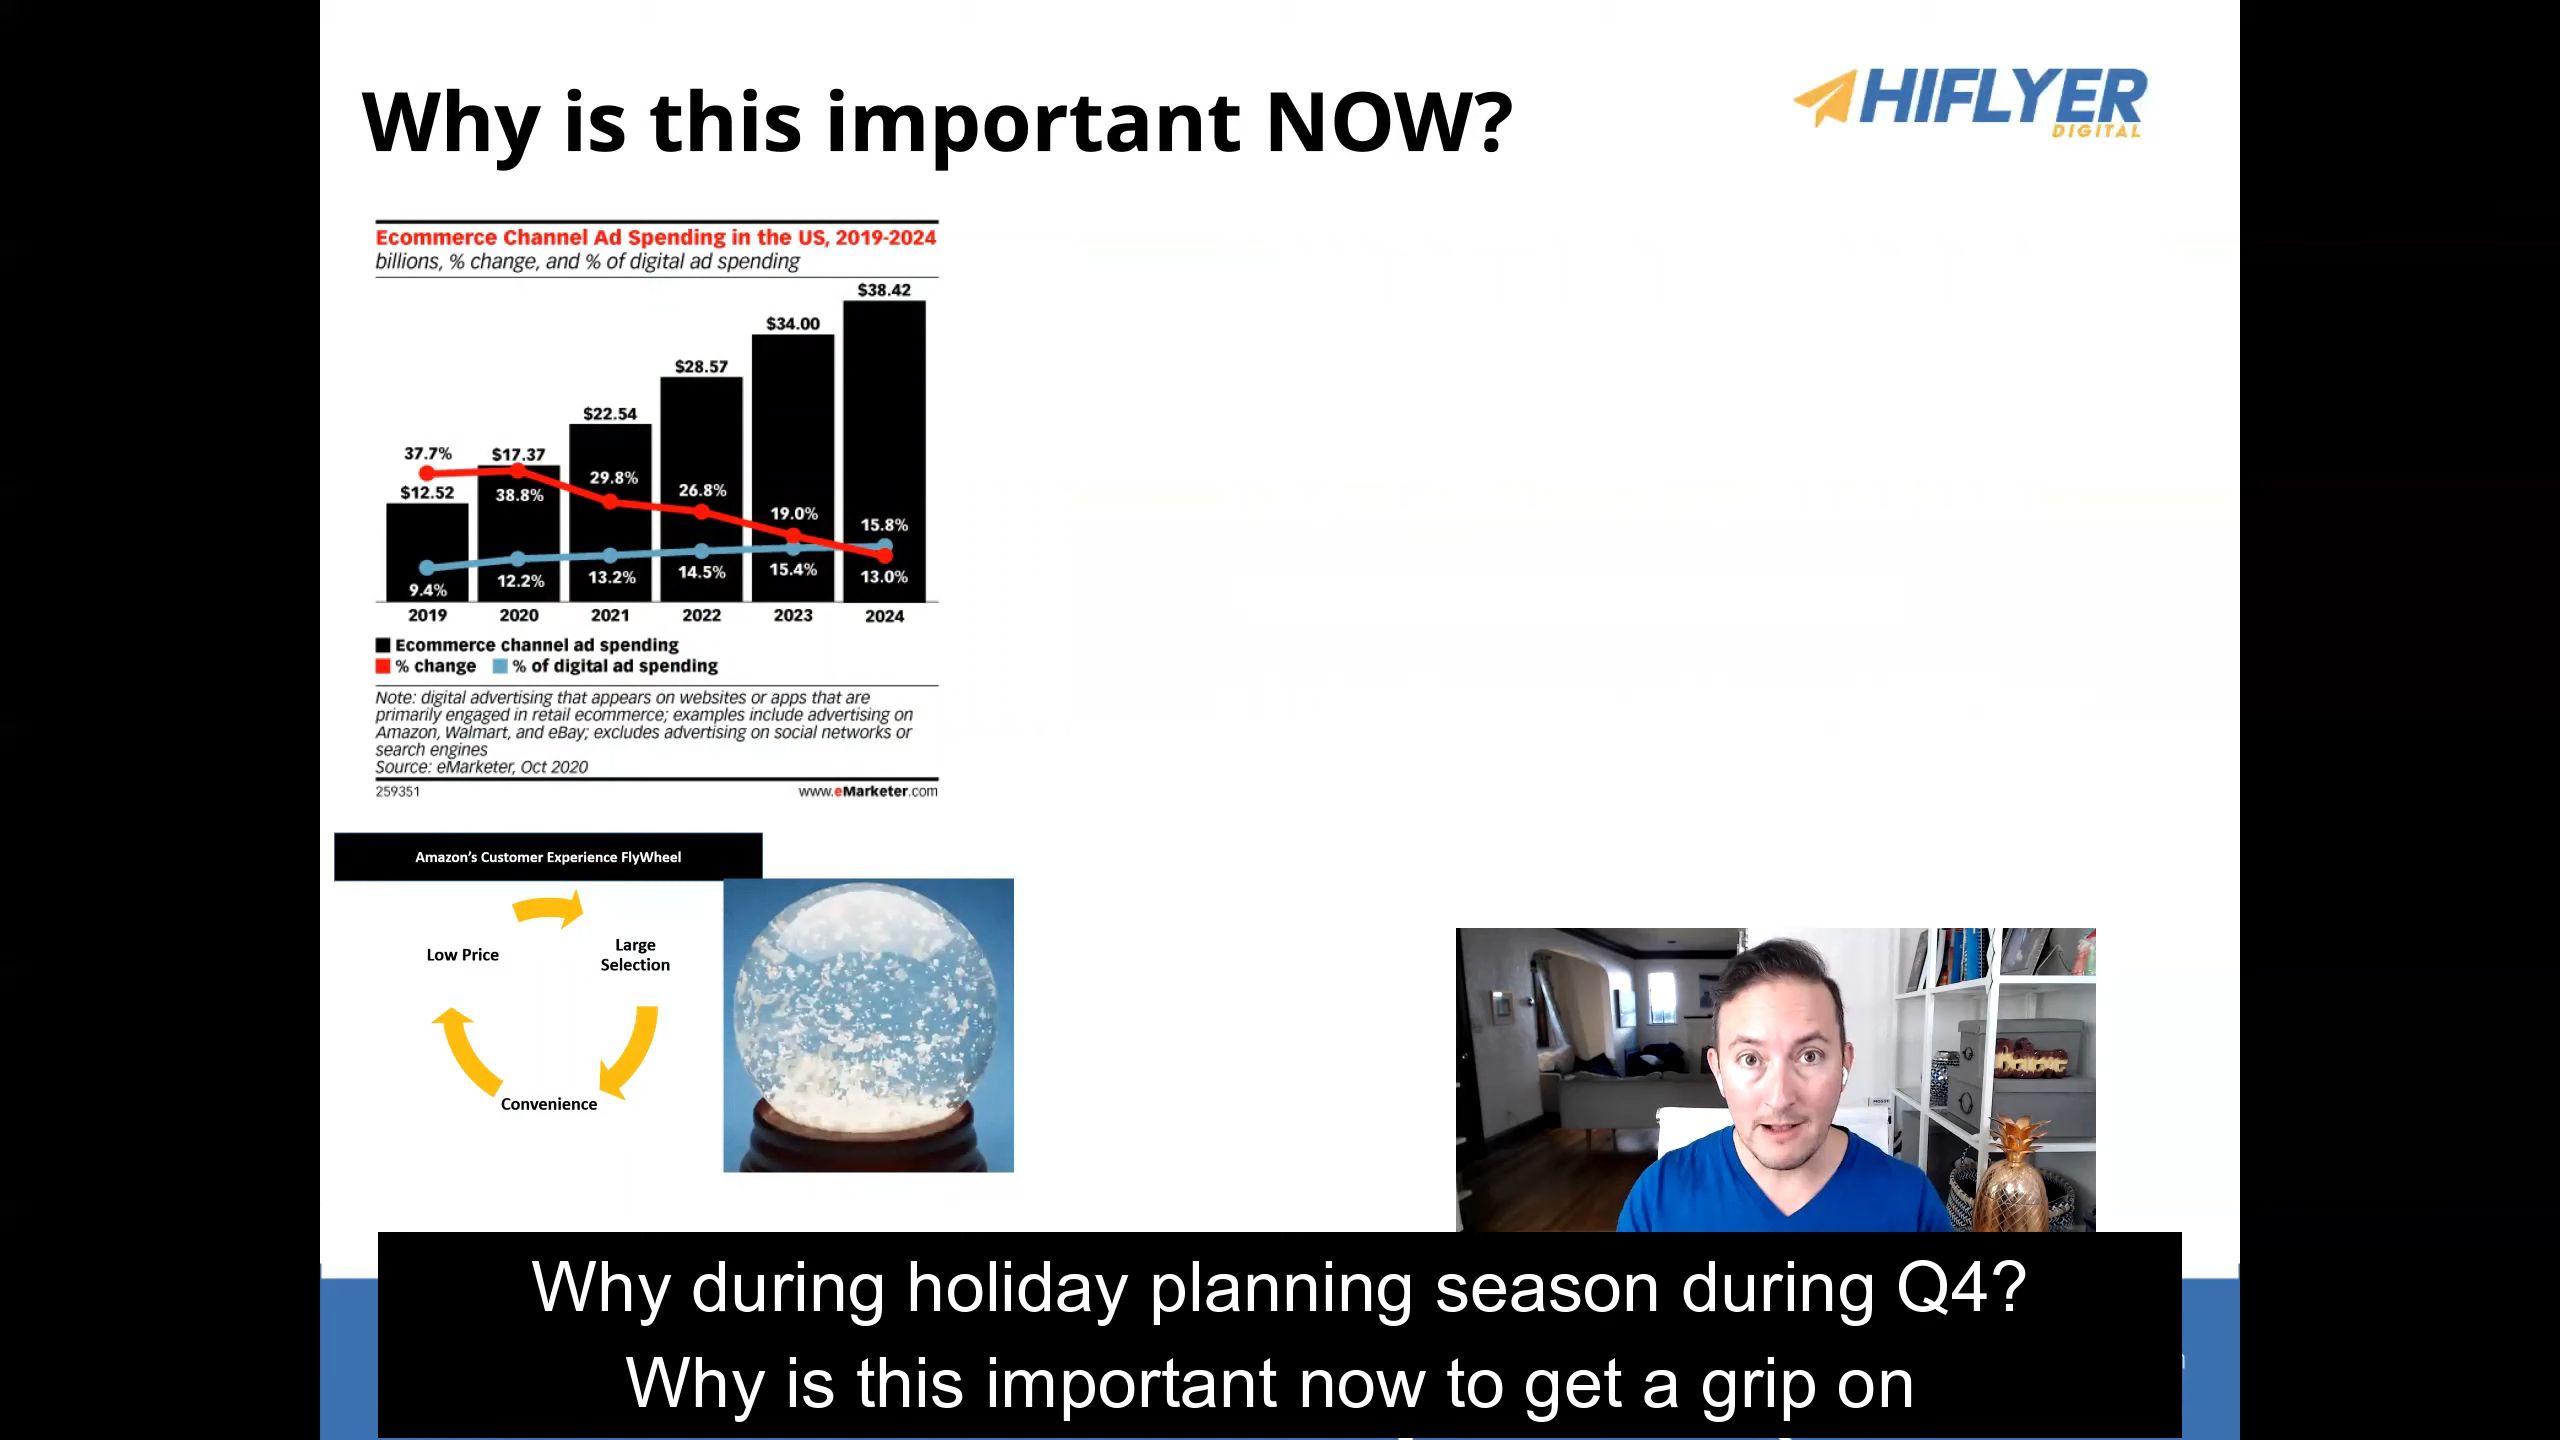 Why is this important NOW?
HIFLYER
DIGITAL
Ecommerce Channel Ad Spending in the US, 2019-2024
billions, % change, and % of digital ad spending
$38.42
$34.00
$28.57
$22.54
37.7%
$17.37
29.8%
$12.52
38.8%
26.8%
19.0%
15.8%
9.4%
12.2%
13.2%
14.5%
15.4%
13.0%
2019 2020 2021 2022 2023 2024
Ecommerce channel ad spending
% change % of digital ad spending
Note: digital advertising that appears on websites or apps that are
primarily engaged in retail ecommerce; examples include advertising on
Amazon, Walmart, and eBay; excludes advertising on social networks or
search engines
Source: eMarketer, Oct 2020
259351 www.eMarketer.com
Amazon's Customer Experience FlyWheel
Low Price
Large
Selection
Convenience
Why during holiday planning season during Q4?
Why is this important now to get a grip on